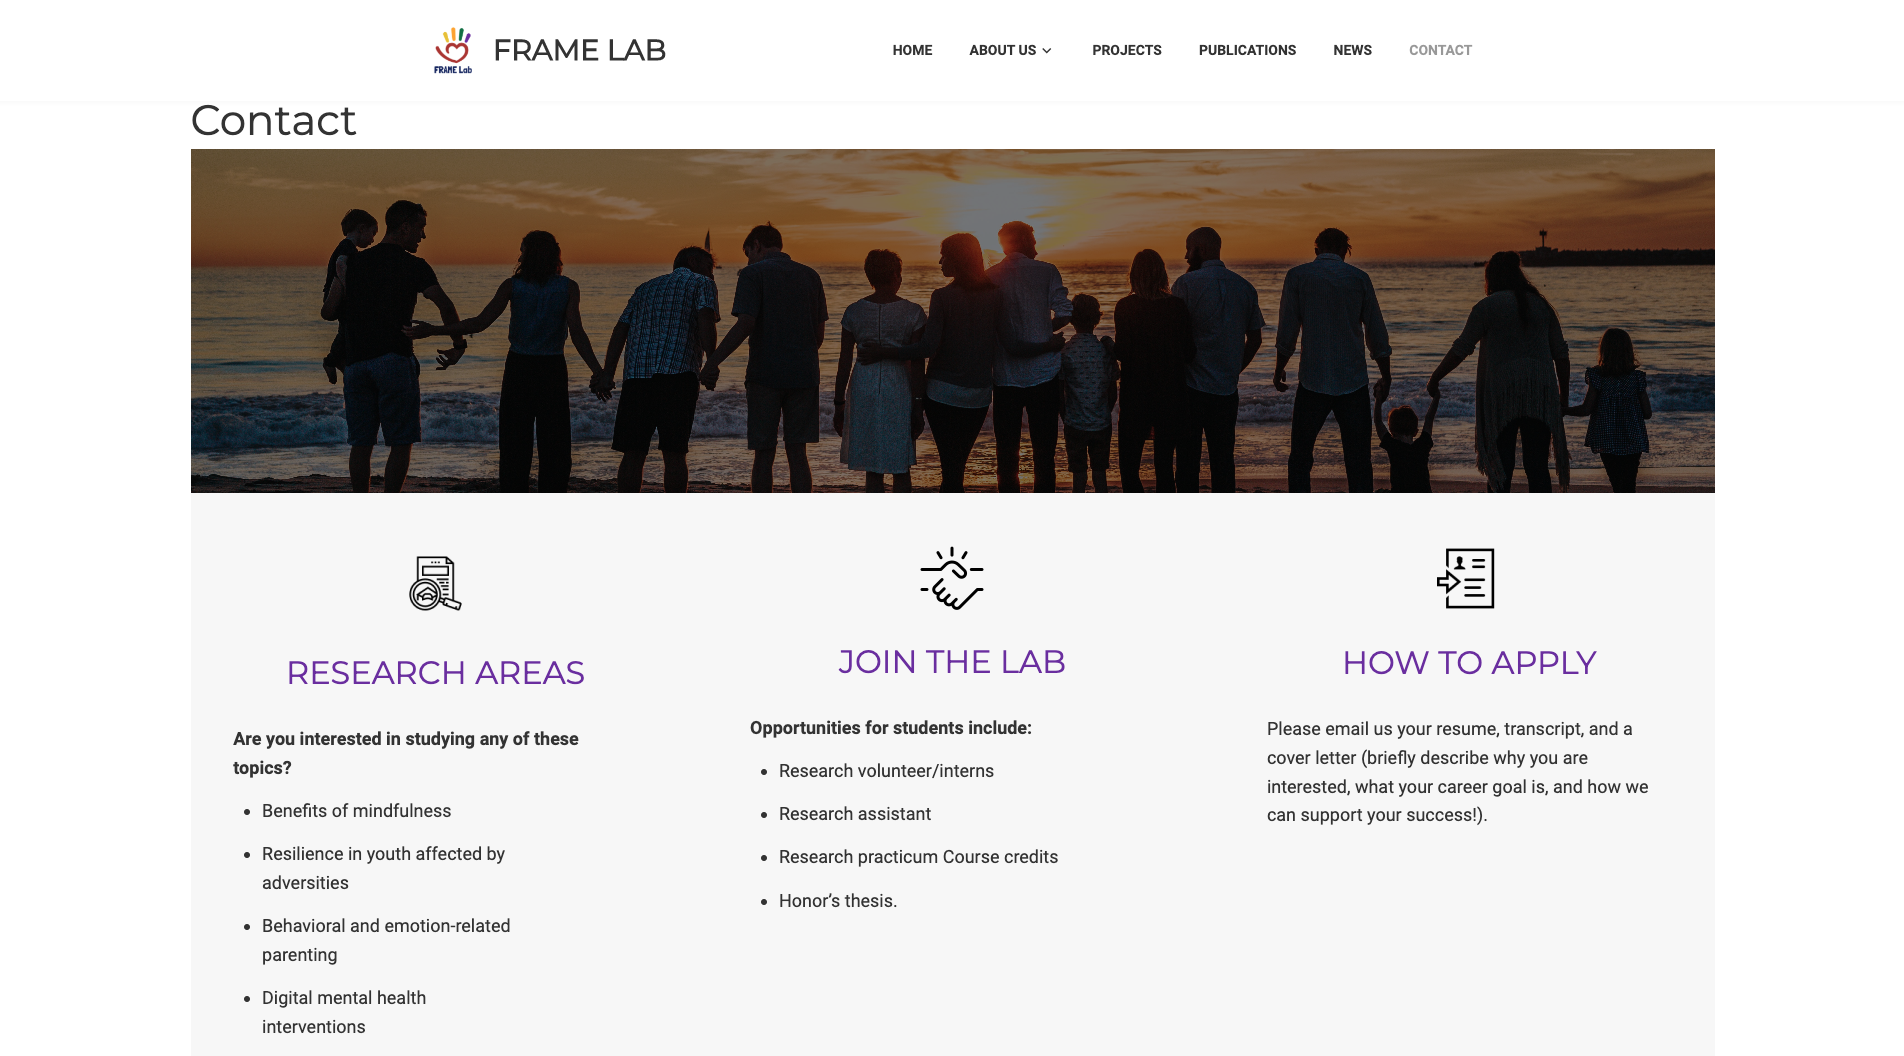 FRAME Lab
FRAME LAB
HOME
ABOUT US
PROJECTS
PUBLICATIONS
NEWS
CONTACT
Contact
RESEARCH AREAS
Are you interested in studying any of these
topics?
• Benefits of mindfulness
• Resilience in youth affected by
adversities
• Behavioral and emotion-related
parenting
• Digital mental health
interventions
JOIN THE LAB
Opportunities for students include:
• Research volunteer/interns
• Research assistant
• Research practicum Course credits
• Honor’s thesis.
HOW TO APPLY
Please email us your resume, transcript, and a
cover letter (briefly describe why you are
interested, what your career goal is, and how we
can support your success!).